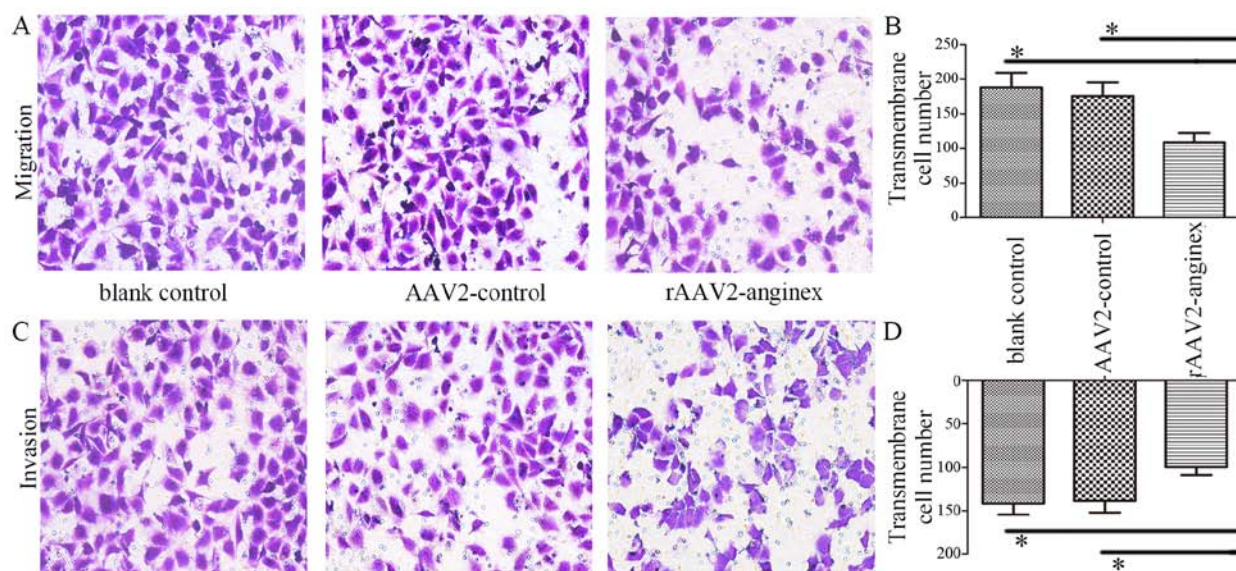 A
Migration
blank control
AAV2-control
rAAV2-anginex
B
Transmembrane
cell number
250
200
150
100
50
0
*
*
blank control
AAV2-control
rAAV2-anginex
C
Invasion
D
Transmembrane
cell number
0
50
100
150
200
*
*